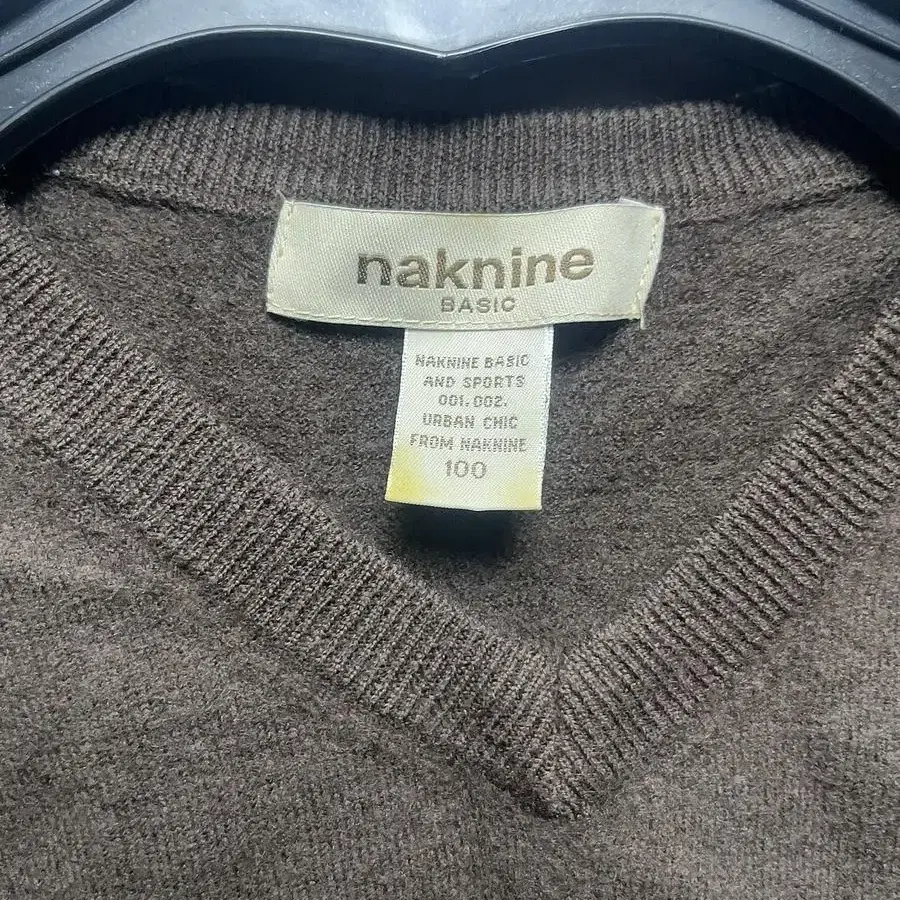 naknine
BASIC
NAKNINE BASIC
AND SPORTS
001.002.
URBAN CHIC
FROM NAKNINE
100